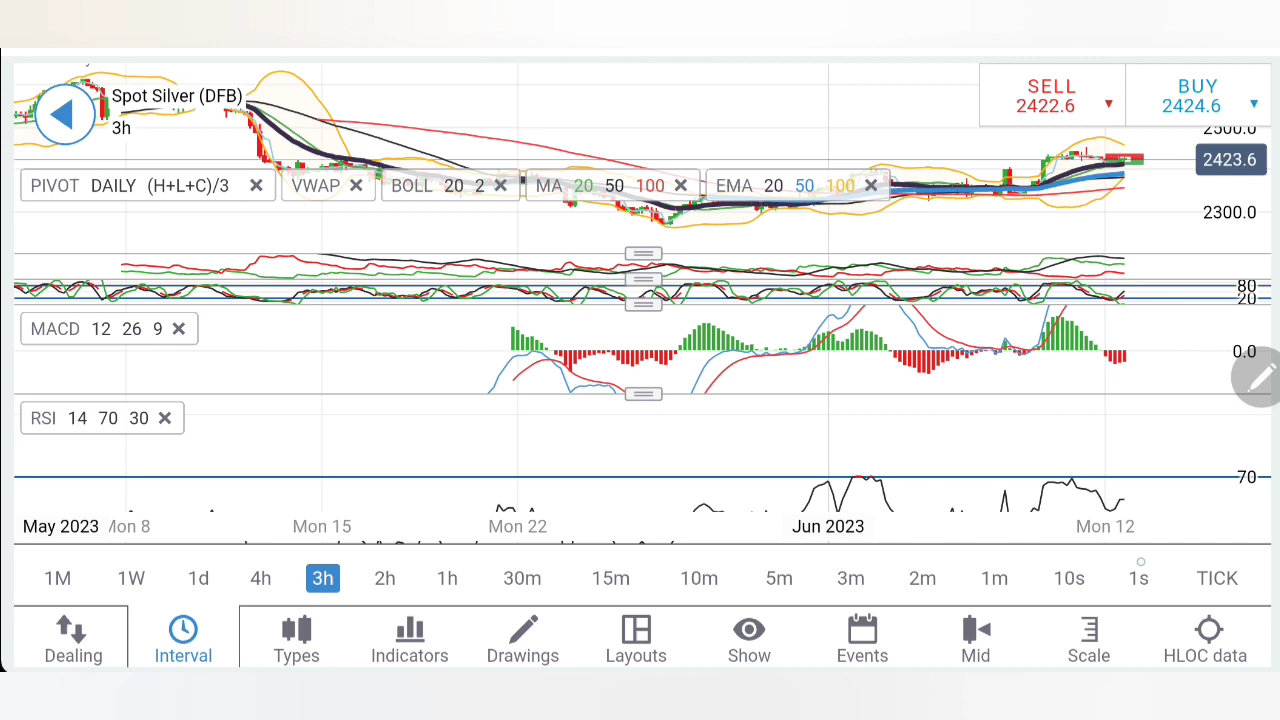 Spot Silver (DFB)
3h
SELL
2422.6
BUY
2424.6
2500.0
2423.6
2300.0
PIVOT DAILY (H+L+C)/3
VWAP
BOLL 20 2
MA 20 50 100
EMA 20 50 100
80
20
MACD 12 26 9
0.0
RSI 14 70 30
70
May 2023 Mon 8 Mon 15 Mon 22 Jun 2023 Mon 12
1M 1W 1d 4h 3h 2h 1h 30m 15m 10m 5m 3m 2m 1m 10s 1s TICK
Dealing Interval Types Indicators Drawings Layouts Show Events Mid Scale HLOC data